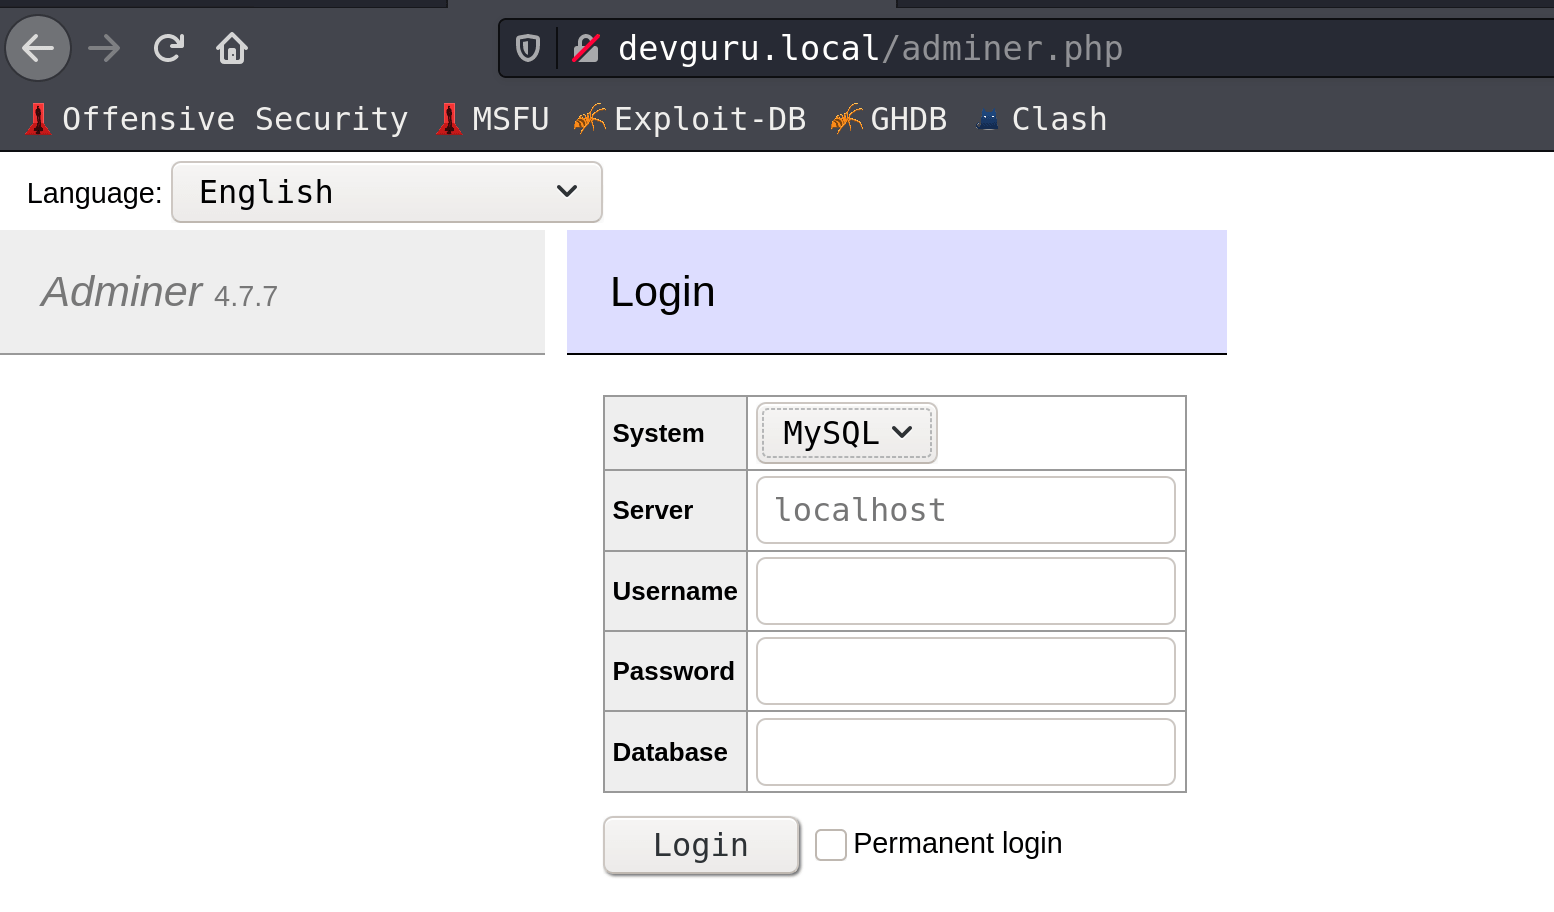 devguru.local/adminer.php
Offensive Security MSFU Exploit-DB GHDB Clash
Language: English
Adminer 4.7.7
Login
System MySQL
Server localhost
Username
Password
Database
Login Permanent login